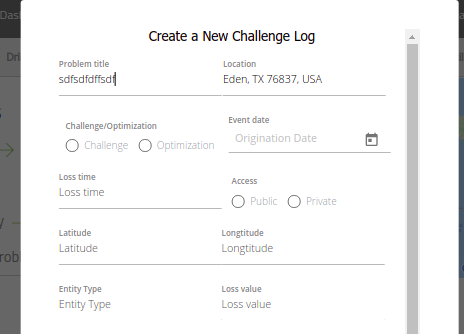 Create a New Challenge Log
Problem title
Location
sdfsdfdffsdf
Eden, TX 76837, USA
Challenge/Optimization
Event date
Challenge
Optimization
Origination Date
Loss time
Access
Loss time
Public
Private
Latitude
Longtitude
Latitude
Longtitude
Entity Type
Loss value
Entity Type
Loss value